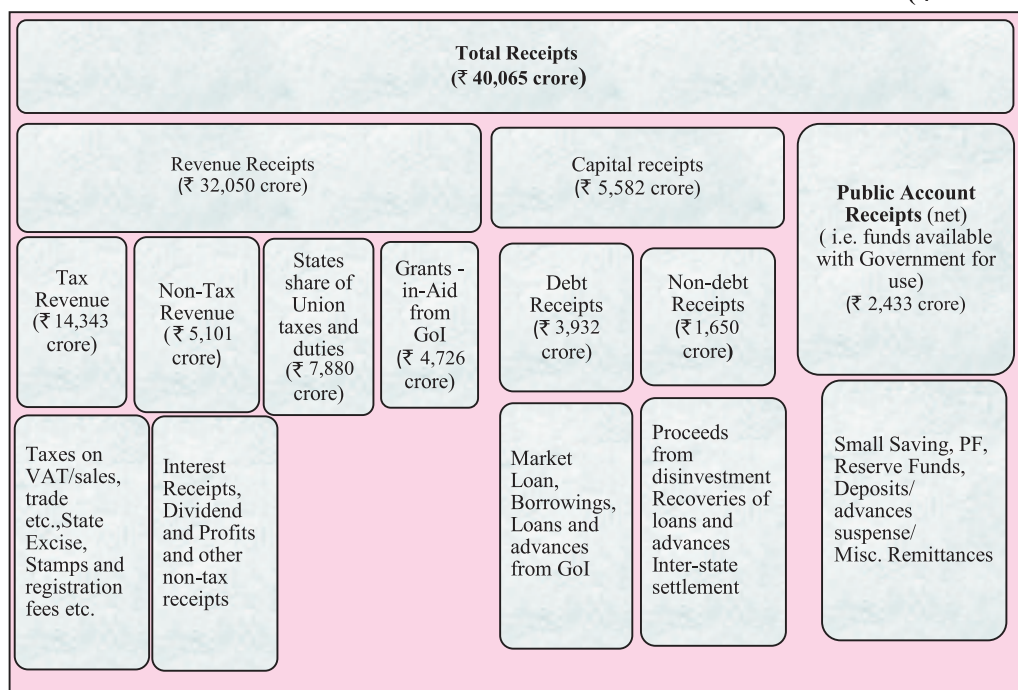 Total Receipts
(₹ 40,065 crore)
Revenue Receipts
(₹ 32,050 crore)
Capital receipts
(₹ 5,582 crore)
Public Account
Receipts (net)
( i.e. funds available
with Government for
use)
(₹ 2,433 crore)
Tax
Revenue
(₹ 14,343
crore)
Non-Tax
Revenue
(₹ 5,101
crore)
States
share of
Union
taxes and
duties
(₹ 7,880
crore)
Grants -
in-Aid
from
GoI
(₹ 4,726
crore)
Debt
Receipts
(₹ 3,932
crore)
Non-debt
Receipts
(₹ 1,650
crore)
Taxes on
VAT/sales,
trade
etc.,State
Excise,
Stamps and
registration
fees etc.
Interest
Receipts,
Dividend
and Profits
and other
non-tax
receipts
Market
Loan,
Borrowings,
Loans and
advances
from GoI
Proceeds
from
disinvestment
Recoveries of
loans and
advances
Inter-state
settlement
Small Saving, PF,
Reserve Funds,
Deposits/
advances
suspense/
Misc. Remittances